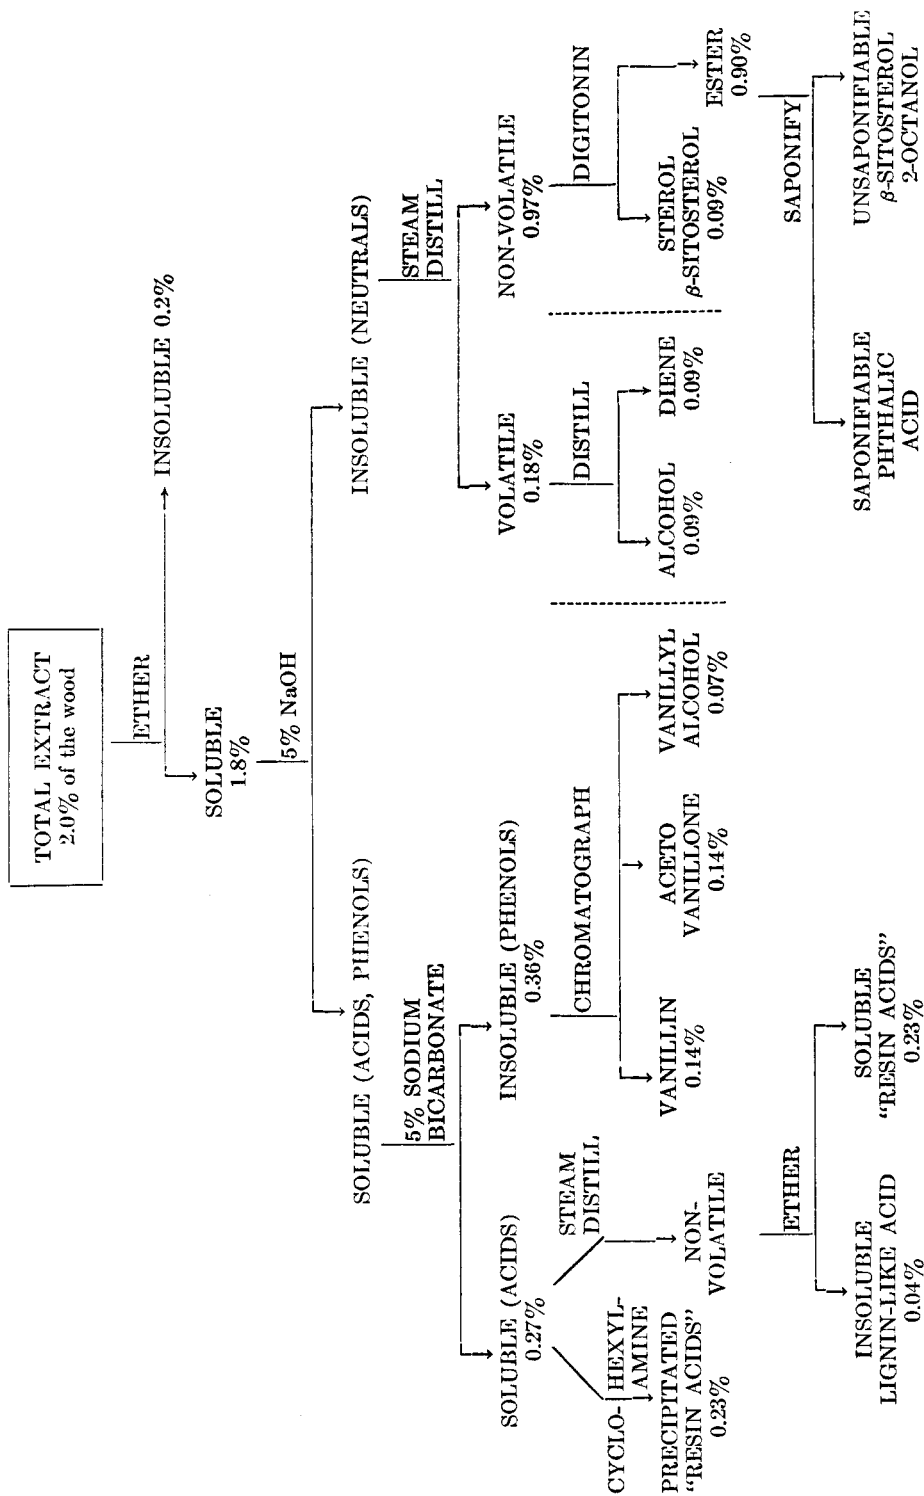 TOTAL EXTRACT
2.0% of the wood
ETHER
INSOLUBLE 0.2%
SOLUBLE
1.8%
5% NaOH
SOLUBLE (ACIDS, PHENOLS)
INSOLUBLE (NEUTRALS)
5% SODIUM
BICARBONATE
STEAM
DISTILL
SOLUBLE (ACIDS)
0.27%
INSOLUBLE (PHENOLS)
0.36%
VOLATILE
0.18%
NON-VOLATILE
0.97%
CYCLO-
HEXYL-
AMINE
STEAM
DISTILL
CHROMATOGRAPH
DISTILL
DIGITONIN
PRECIPITATED
“RESIN ACIDS”
0.23%
NON-
VOLATILE
VANILLIN
0.14%
ACETO
VANILLONE
0.14%
VANILLYL
ALCOHOL
0.07%
ALCOHOL
0.09%
DIENE
0.09%
STEROL
β-SITOSTEROL
0.09%
ESTER
0.90%
ETHER
SAPONIFY
INSOLUBLE
LIGNIN-LIKE ACID
0.04%
SOLUBLE
“RESIN ACIDS”
0.23%
SAPONIFIABLE
PHTHALIC
ACID
UNSAPONIFIABLE
β-SITOSTEROL
2-OCTANOL